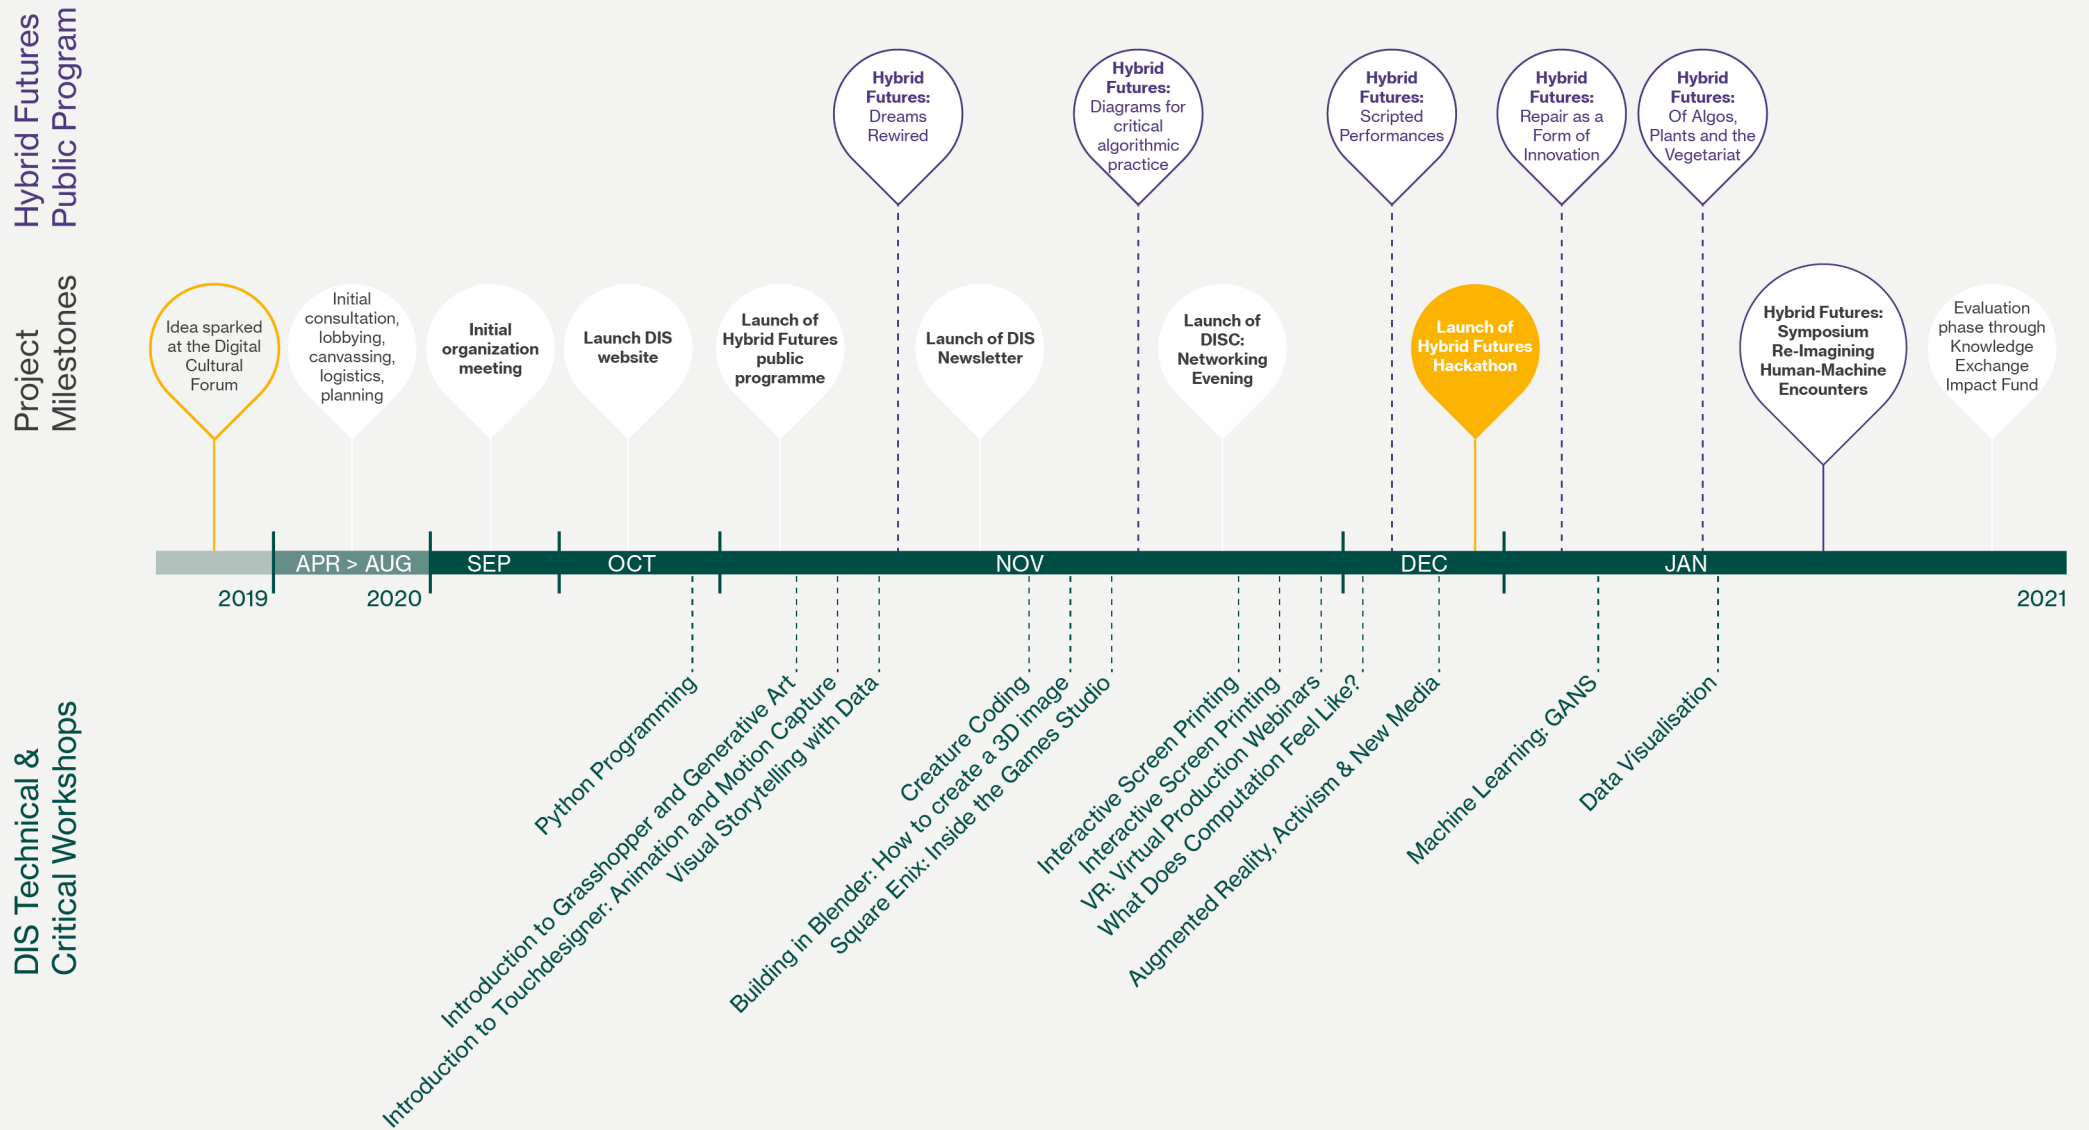 Hybrid Futures
Public Program
Hybrid
Futures:
Dreams
Rewired
Hybrid
Futures:
Diagrams for
critical
algorithmic
practice
Hybrid
Futures:
Scripted
Performances
Hybrid
Futures:
Repair as a
Form of
Innovation
Hybrid
Futures:
Of Algos,
Plants and the
Vegetariat
Project
Milestones
Idea sparked
at the Digital
Cultural
Forum
Initial
consultation,
lobbying,
canvassing,
logistics,
planning
Initial
organization
meeting
Launch DIS
website
Launch of
Hybrid Futures
public
programme
Launch of DIS
Newsletter
Launch of
DISC:
Networking
Evening
Launch of
Hybrid Futures
Hackathon
Hybrid Futures:
Symposium
Re-Imagining
Human-Machine
Encounters
Evaluation
phase through
Knowledge
Exchange
Impact Fund
APR > AUG
SEP
OCT
NOV
DEC
JAN
2019
2020
2021
DIS Technical &
Critical Workshops
Python Programming
Introduction to Grasshopper and Generative Art
Introduction to Touchdesigner: Animation and Motion Capture
Visual Storytelling with Data
Creature Coding
Building in Blender: How to create a 3D image
Square Enix: Inside the Games Studio
Interactive Screen Printing
Interactive Screen Printing
VR: Virtual Production Webinars
What Does Computation Feel Like?
Augmented Reality, Activism & New Media
Machine Learning: GANS
Data Visualisation